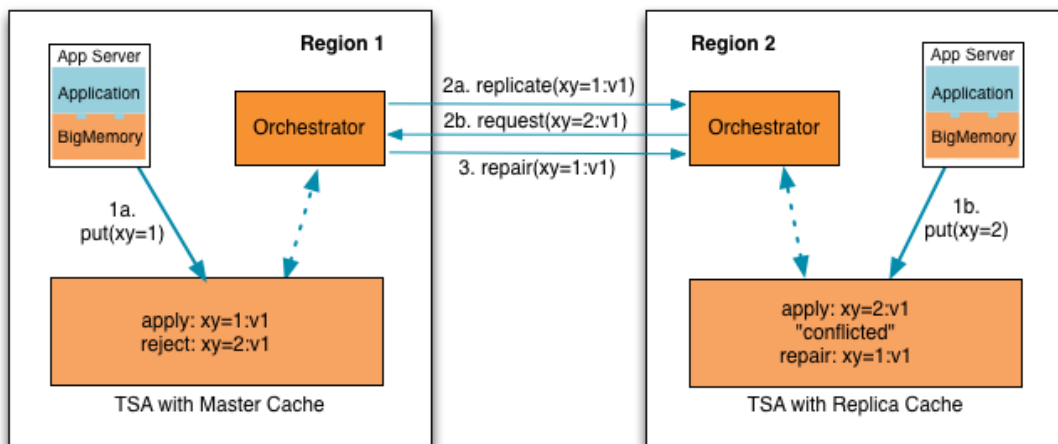 Region 1
App Server
Application
BigMemory
Orchestrator
1a.
put(xy=1)
apply: xy=1:v1
reject: xy=2:v1
TSA with Master Cache
2a. replicate(xy=1:v1)
2b. request(xy=2:v1)
3. repair(xy=1:v1)
Region 2
App Server
Application
BigMemory
Orchestrator
1b.
put(xy=2)
apply: xy=2:v1
"conflicted"
repair: xy=1:v1
TSA with Replica Cache